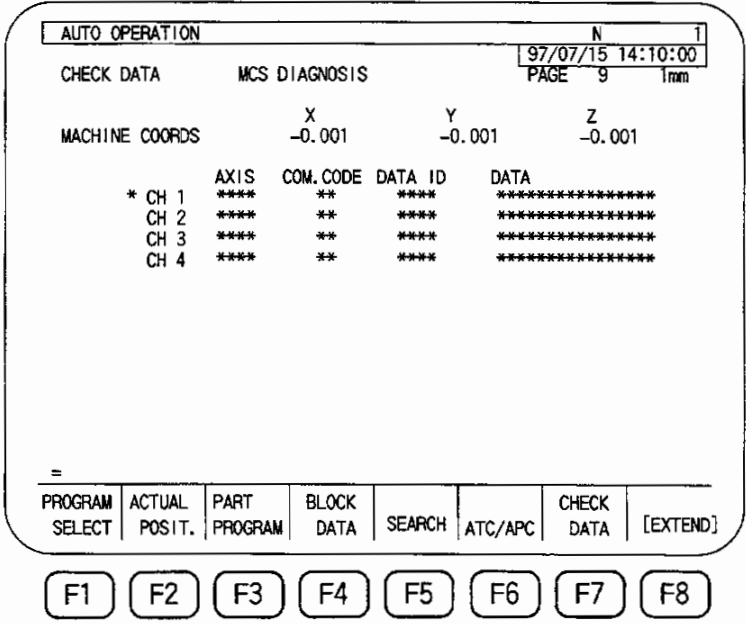 AUTO OPERATION N 1
97/07/15 14:10:00
CHECK DATA MCS DIAGNOSIS PAGE 9 1mm
X Y Z
MACHINE COORDS -0.001 -0.001 -0.001
AXIS COM.CODE DATA ID DATA
* CH 1 **** ** **** ***************
CH 2 **** ** **** ***************
CH 3 **** ** **** ***************
CH 4 **** ** **** ***************
=
PROGRAM ACTUAL PART BLOCK CHECK
SELECT POSIT. PROGRAM DATA SEARCH ATC/APC DATA [EXTEND]
F1 F2 F3 F4 F5 F6 F7 F8